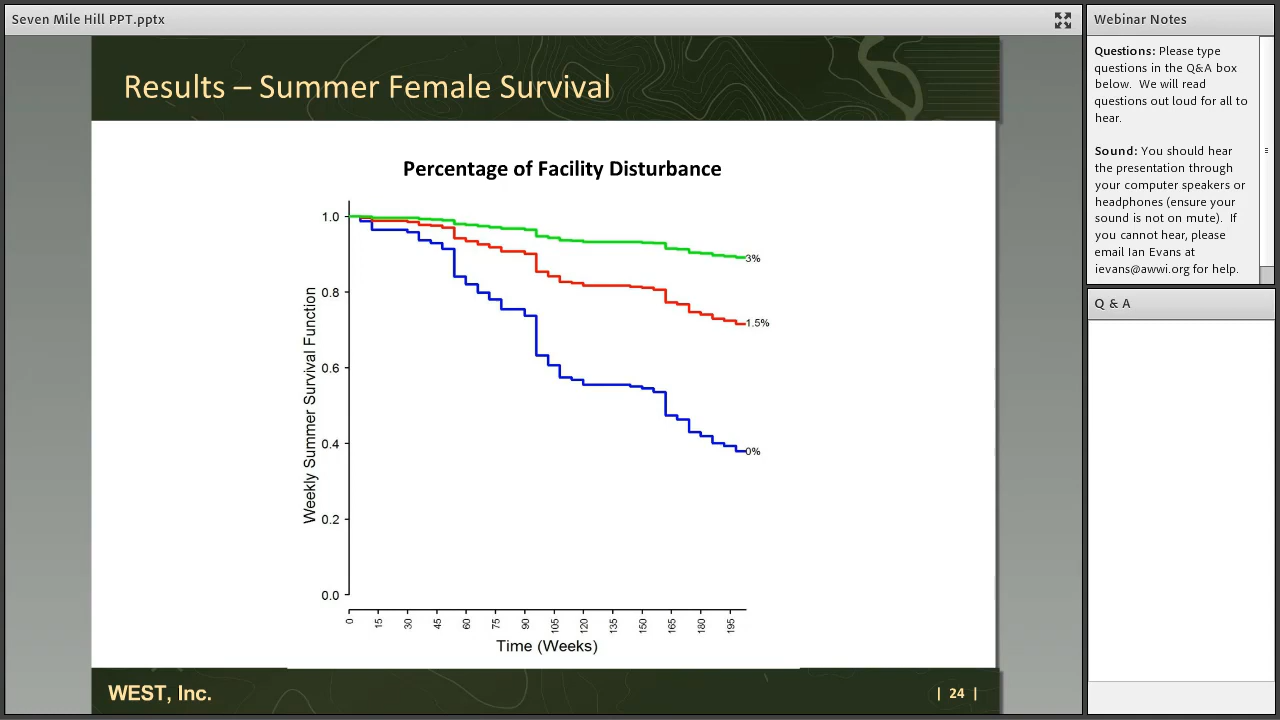 Seven Mile Hill PPT.pptx
Results – Summer Female Survival
Percentage of Facility Disturbance
Weekly Summer Survival Function
1.0
0.8
0.6
0.4
0.2
0.0
3%
1.5%
0%
0 15 30 45 60 75 90 105 120 135 150 165 180 195
Time (Weeks)
WEST, Inc.
| 24 |
Webinar Notes
Questions: Please type
questions in the Q&A box
below. We will read
questions out loud for all to
hear.
Sound: You should hear
the presentation through
your computer speakers or
headphones (ensure your
sound is not on mute). If
you cannot hear, please
email Ian Evans at
ievans@awwi.org for help.
Q & A